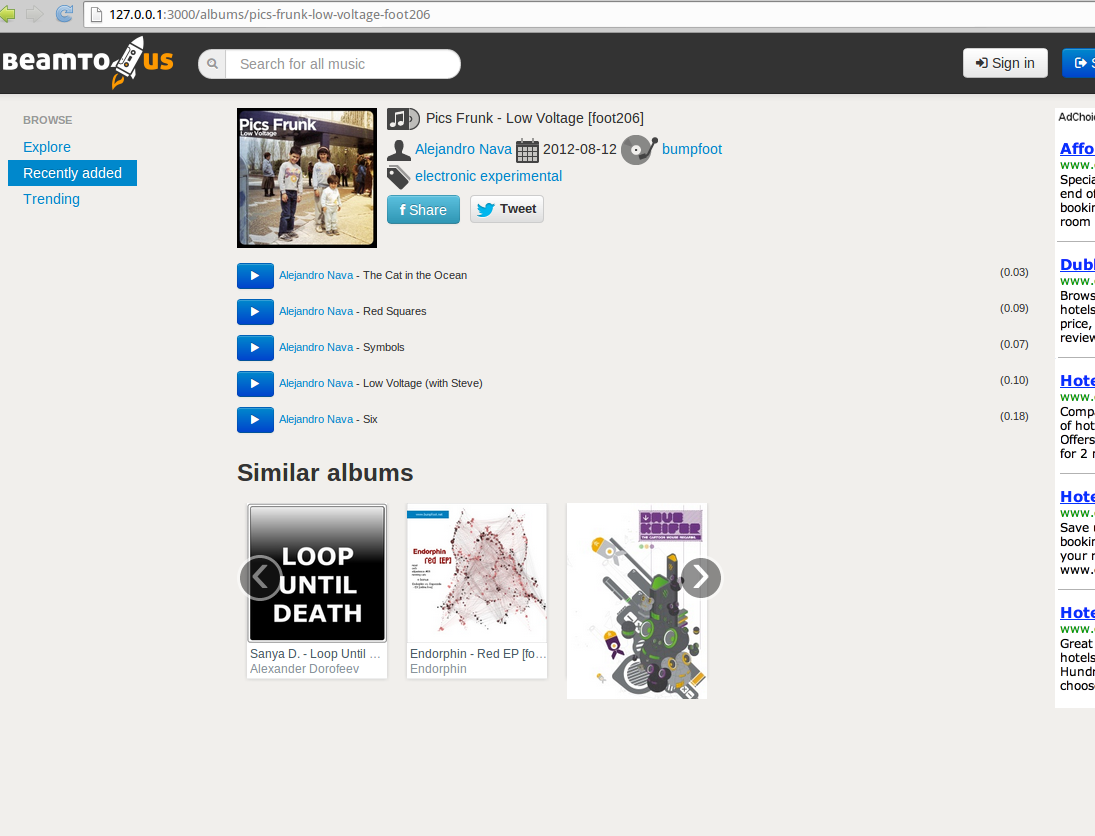 127.0.0.1:3000/albums/pics-frunk-low-voltage-foot206
BEAMTO US
Search for all music
Sign in
BROWSE
Explore
Recently added
Trending
Pics Frunk
Low Voltage
Pics Frunk - Low Voltage [foot206]
Alejandro Nava 2012-08-12 bumpfoot
electronic experimental
f Share
Tweet
Alejandro Nava - The Cat in the Ocean (0.03)
Alejandro Nava - Red Squares (0.09)
Alejandro Nava - Symbols (0.07)
Alejandro Nava - Low Voltage (with Steve) (0.10)
Alejandro Nava - Six (0.18)
Similar albums
LOOP
UNTIL
DEATH
Sanya D. - Loop Until ...
Alexander Dorofeev
Endorphin
red [EP]
Endorphin - Red EP [fo...
Endorphin
DAVE
KEIFER
AdChoic
Affo
www.
Specia
end of
bookin
room
Dubl
www.
Brows
hotels
price,
review
Hote
www.
Compa
of hot
Offers
for 2
Hote
www.
Save
bookin
your
www.
Hote
www.
Great
hotels
Hundr
choos